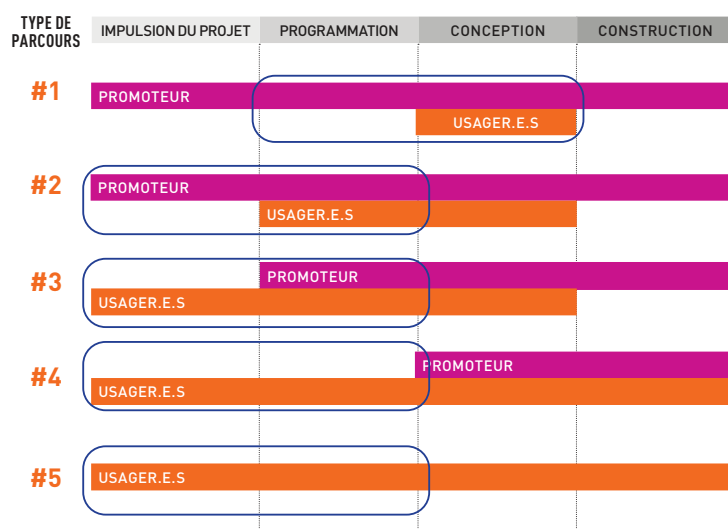 TYPE DE
PARCOURS
IMPULSION DU PROJET
PROGRAMMATION
CONCEPTION
CONSTRUCTION
#1
PROMOTEUR
USAGER.E.S
#2
PROMOTEUR
USAGER.E.S
#3
PROMOTEUR
USAGER.E.S
#4
PROMOTEUR
USAGER.E.S
#5
USAGER.E.S